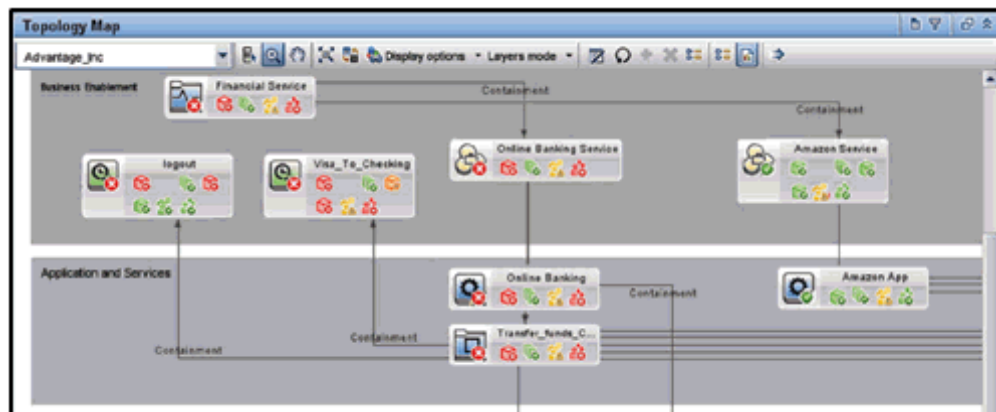 Topology Map
Advantage_Inc
Display options
Layers mode
Business Enablement
Financial Service
Containment
Containment
logout
Visa_To_Checking
Online Banking Service
Amazon Service
Application and Services
Online Banking
Containment
Amazon App
Transfer_funds_C...
Containment
Containment